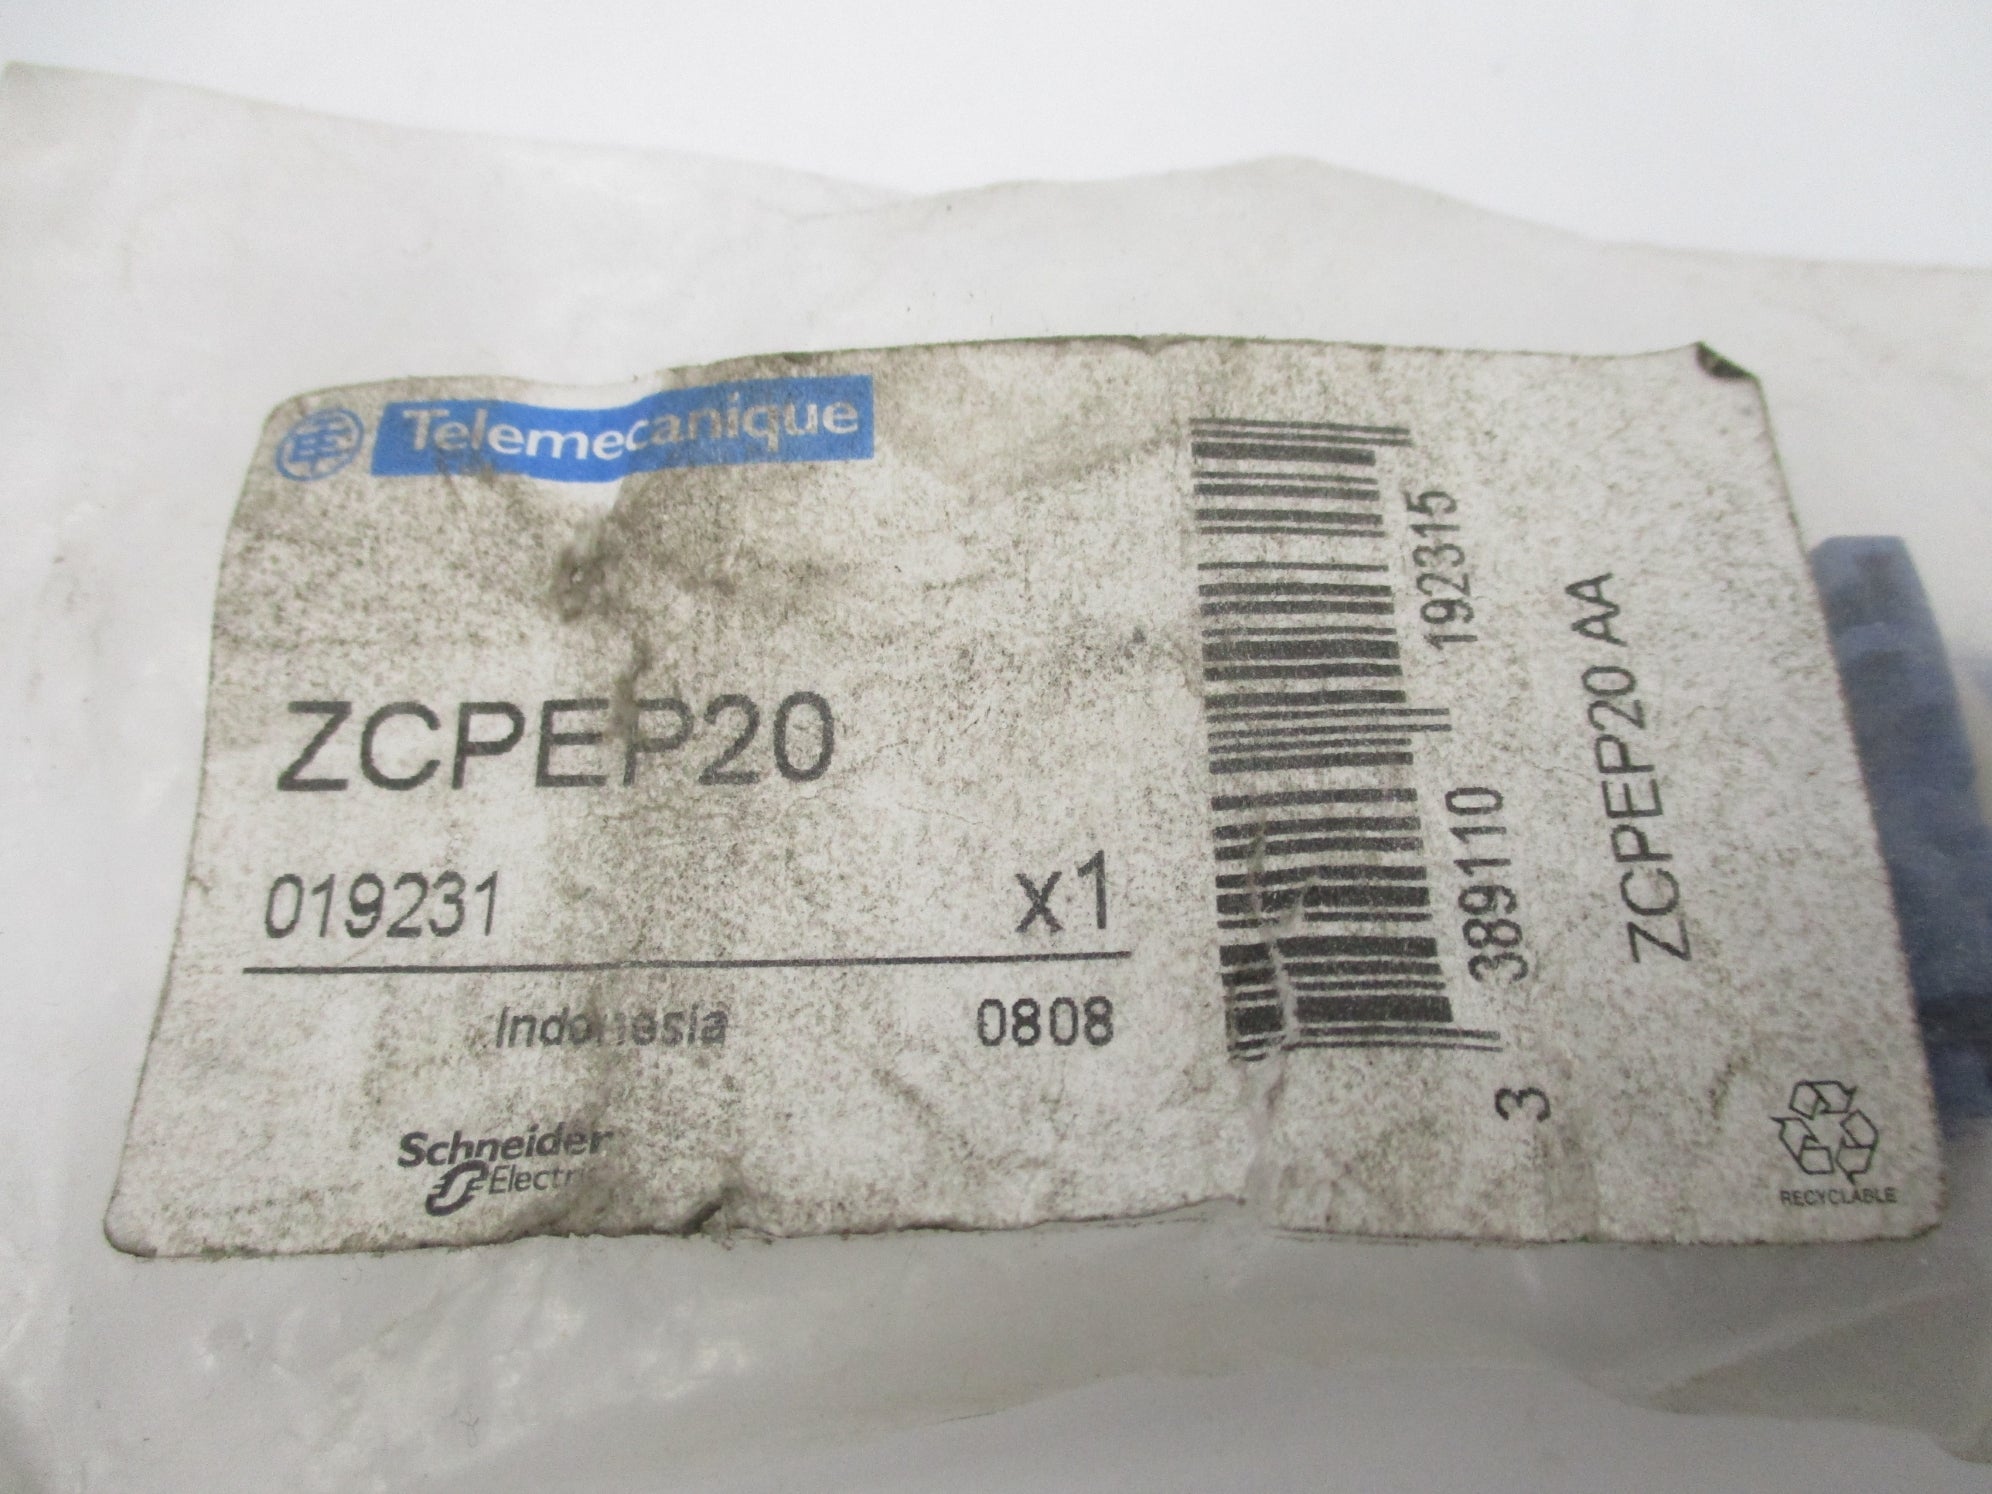 Telemecanique
ZCPEP20
019231 x1
Indonesia 0808
Schneider
Electric
3 389110 192315
ZCPEP20 AA
RECYCLABLE